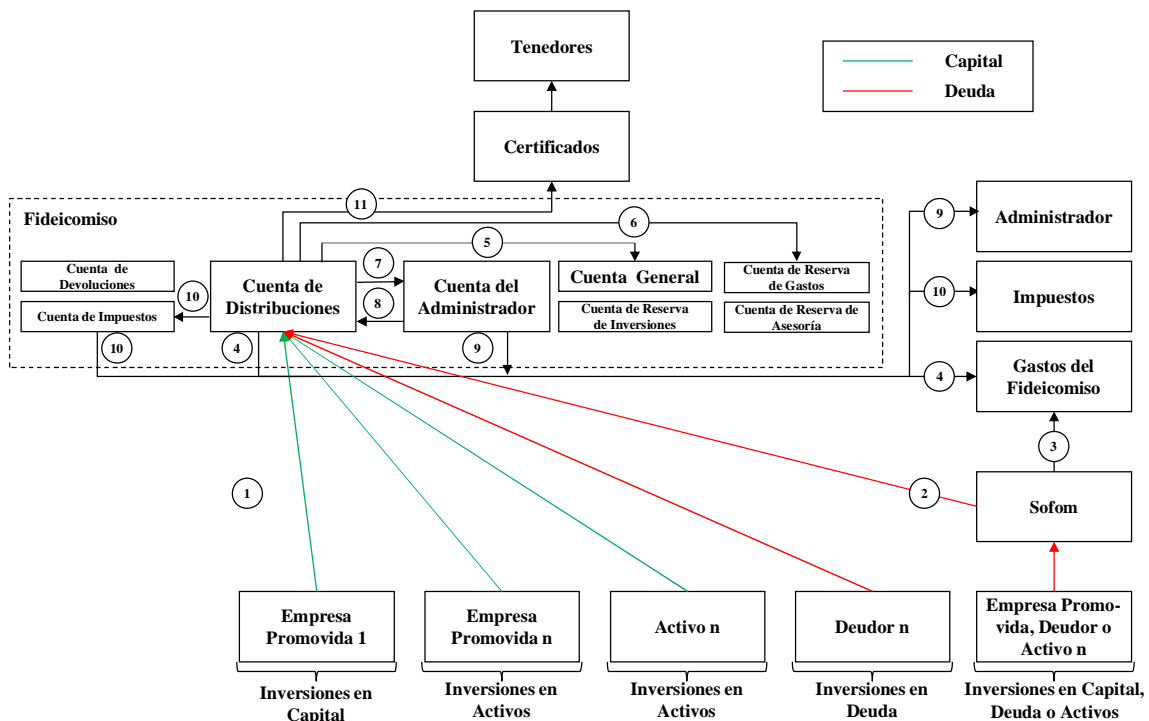 Tenedores
Capital
Deuda
Certificados
Fideicomiso
11
6
5
9
Administrador
Cuenta de
Devoluciones
10
Cuenta de
Distribuciones
7
8
Cuenta del
Administrador
Cuenta General
Cuenta de Reserva
de Gastos
Cuenta de Impuestos
Cuenta de Reserva
de Inversiones
Cuenta de Reserva de
Asesoría
10
Impuestos
10
4
9
4
Gastos del
Fideicomiso
3
1
2
Sofom
Empresa
Promovida 1
Empresa
Promovida n
Activo n
Deudor n
Empresa Promo-
vida, Deudor o
Activo n
Inversiones en
Capital
Inversiones en
Activos
Inversiones en
Activos
Inversiones en
Deuda
Inversiones en Capital,
Deuda o Activos